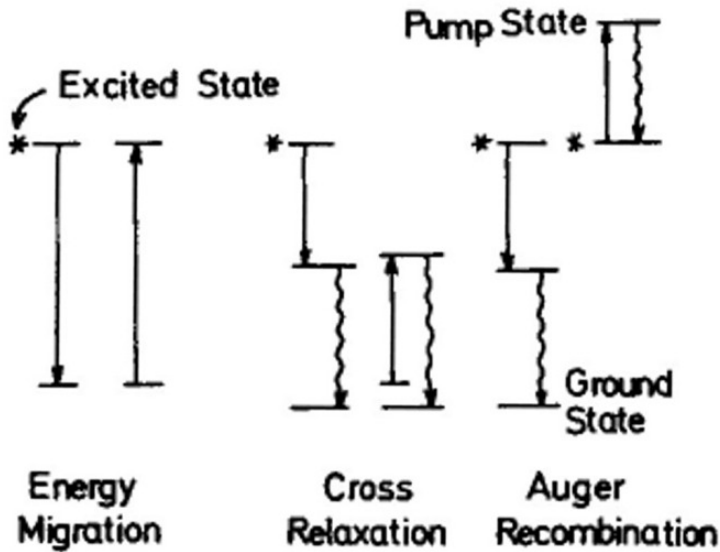 Pump State
Excited State
*
*
*
*
Ground
State
Energy
Migration
Cross
Relaxation
Auger
Recombination